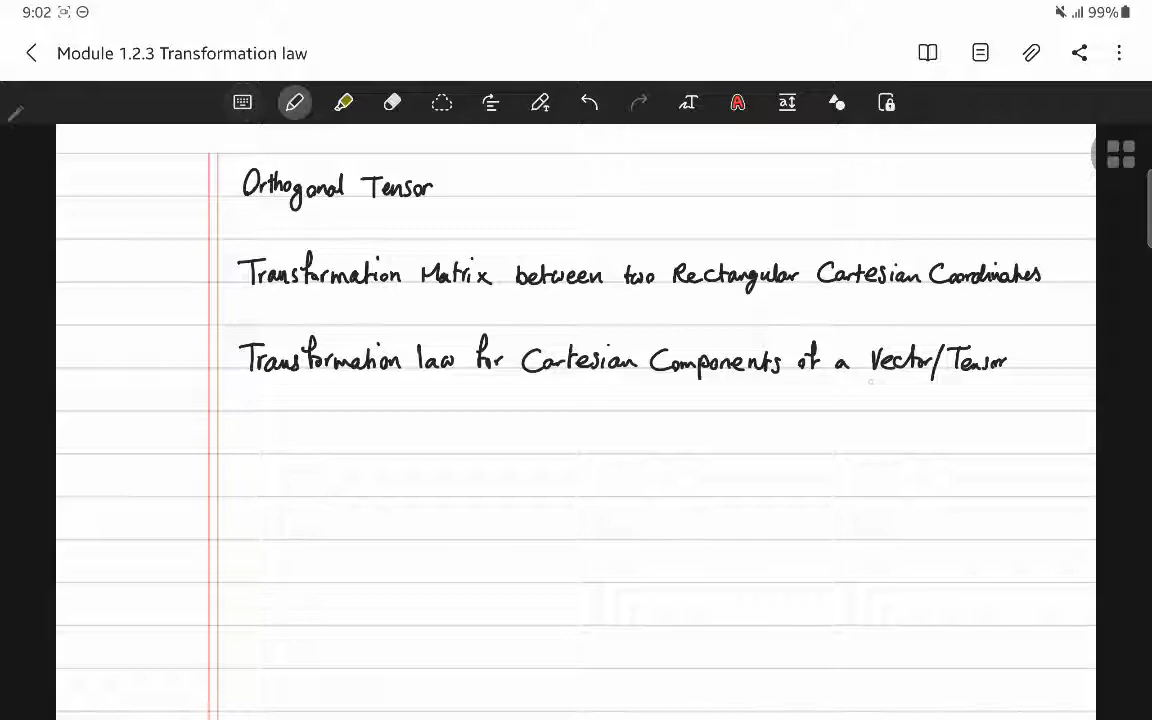 9:02 99%
Module 1.2.3 Transformation law
Orthogonal Tensor
Transformation Matrix between two Rectangular Cartesian Coordinates
Transformation law for Cartesian Components of a Vector/Tensor